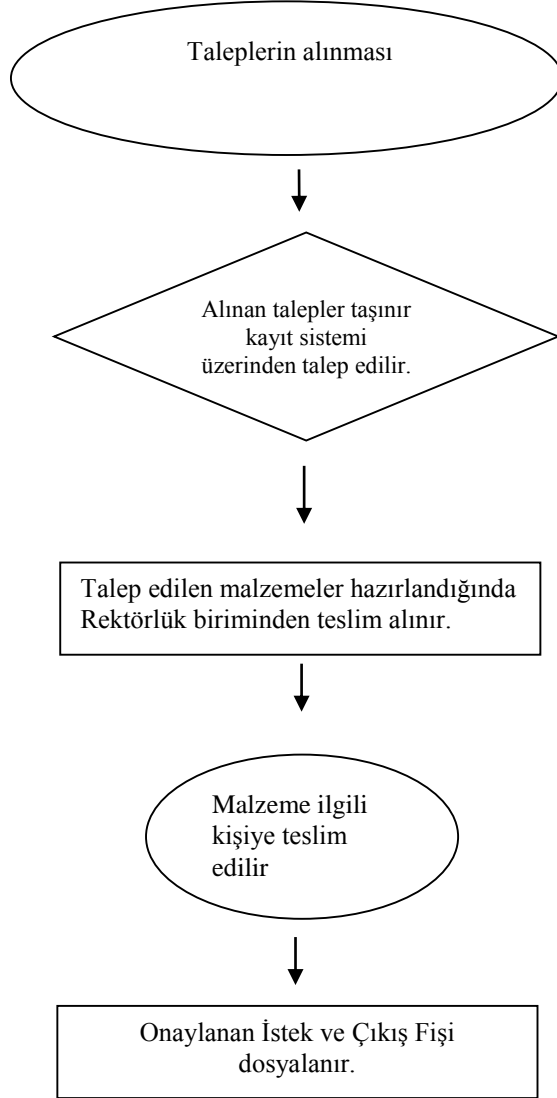 Taleplerin alınması
Alınan talepler taşınır
kayıt sistemi
üzerinden talep edilir.
Talep edilen malzemeler hazırlandığında
Rektörlük biriminden teslim alınır.
Malzeme ilgili
kişiye teslim
edilir
Onaylanan İstek ve Çıkış Fişi
dosyalanır.